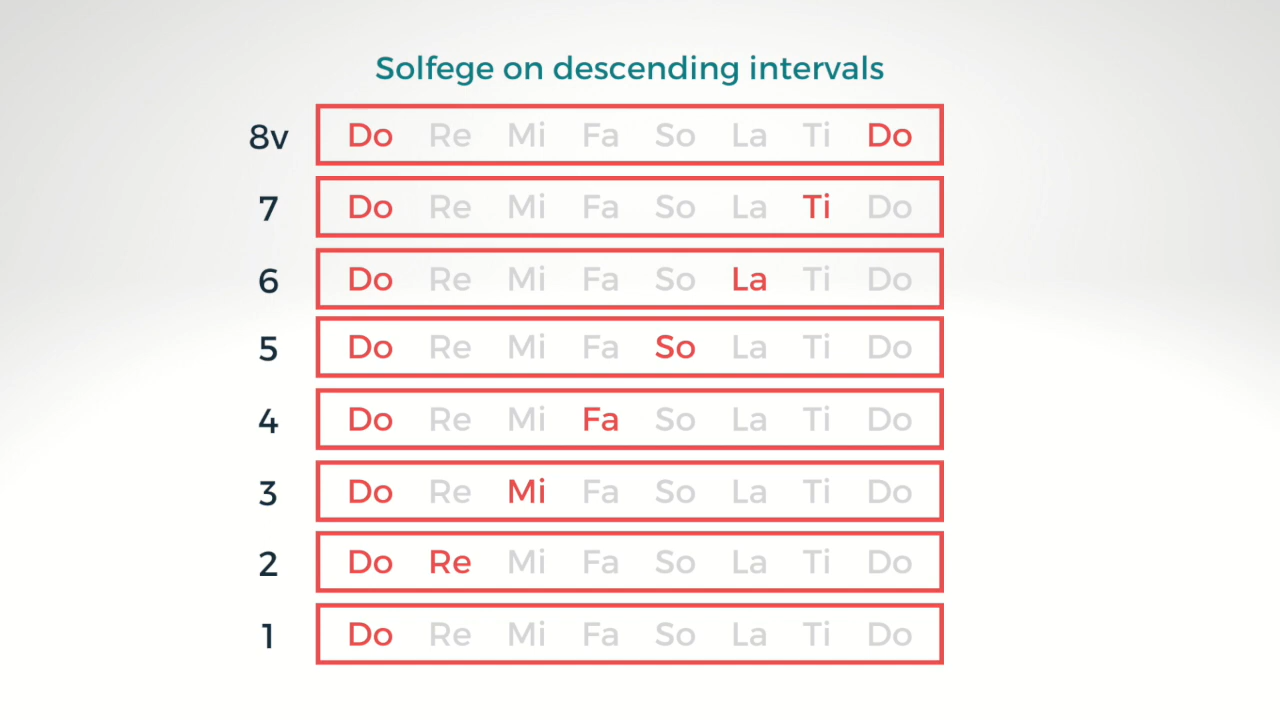 Solfege on descending intervals
8v Do Re Mi Fa So La Ti Do
7 Do Re Mi Fa So La Ti Do
6 Do Re Mi Fa So La Ti Do
5 Do Re Mi Fa So La Ti Do
4 Do Re Mi Fa So La Ti Do
3 Do Re Mi Fa So La Ti Do
2 Do Re Mi Fa So La Ti Do
1 Do Re Mi Fa So La Ti Do